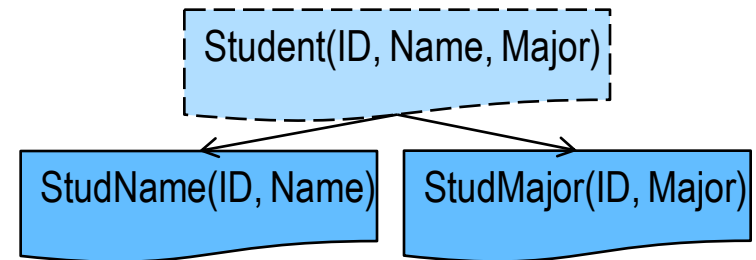 Student(ID, Name, Major)
StudName(ID, Name)
StudMajor(ID, Major)